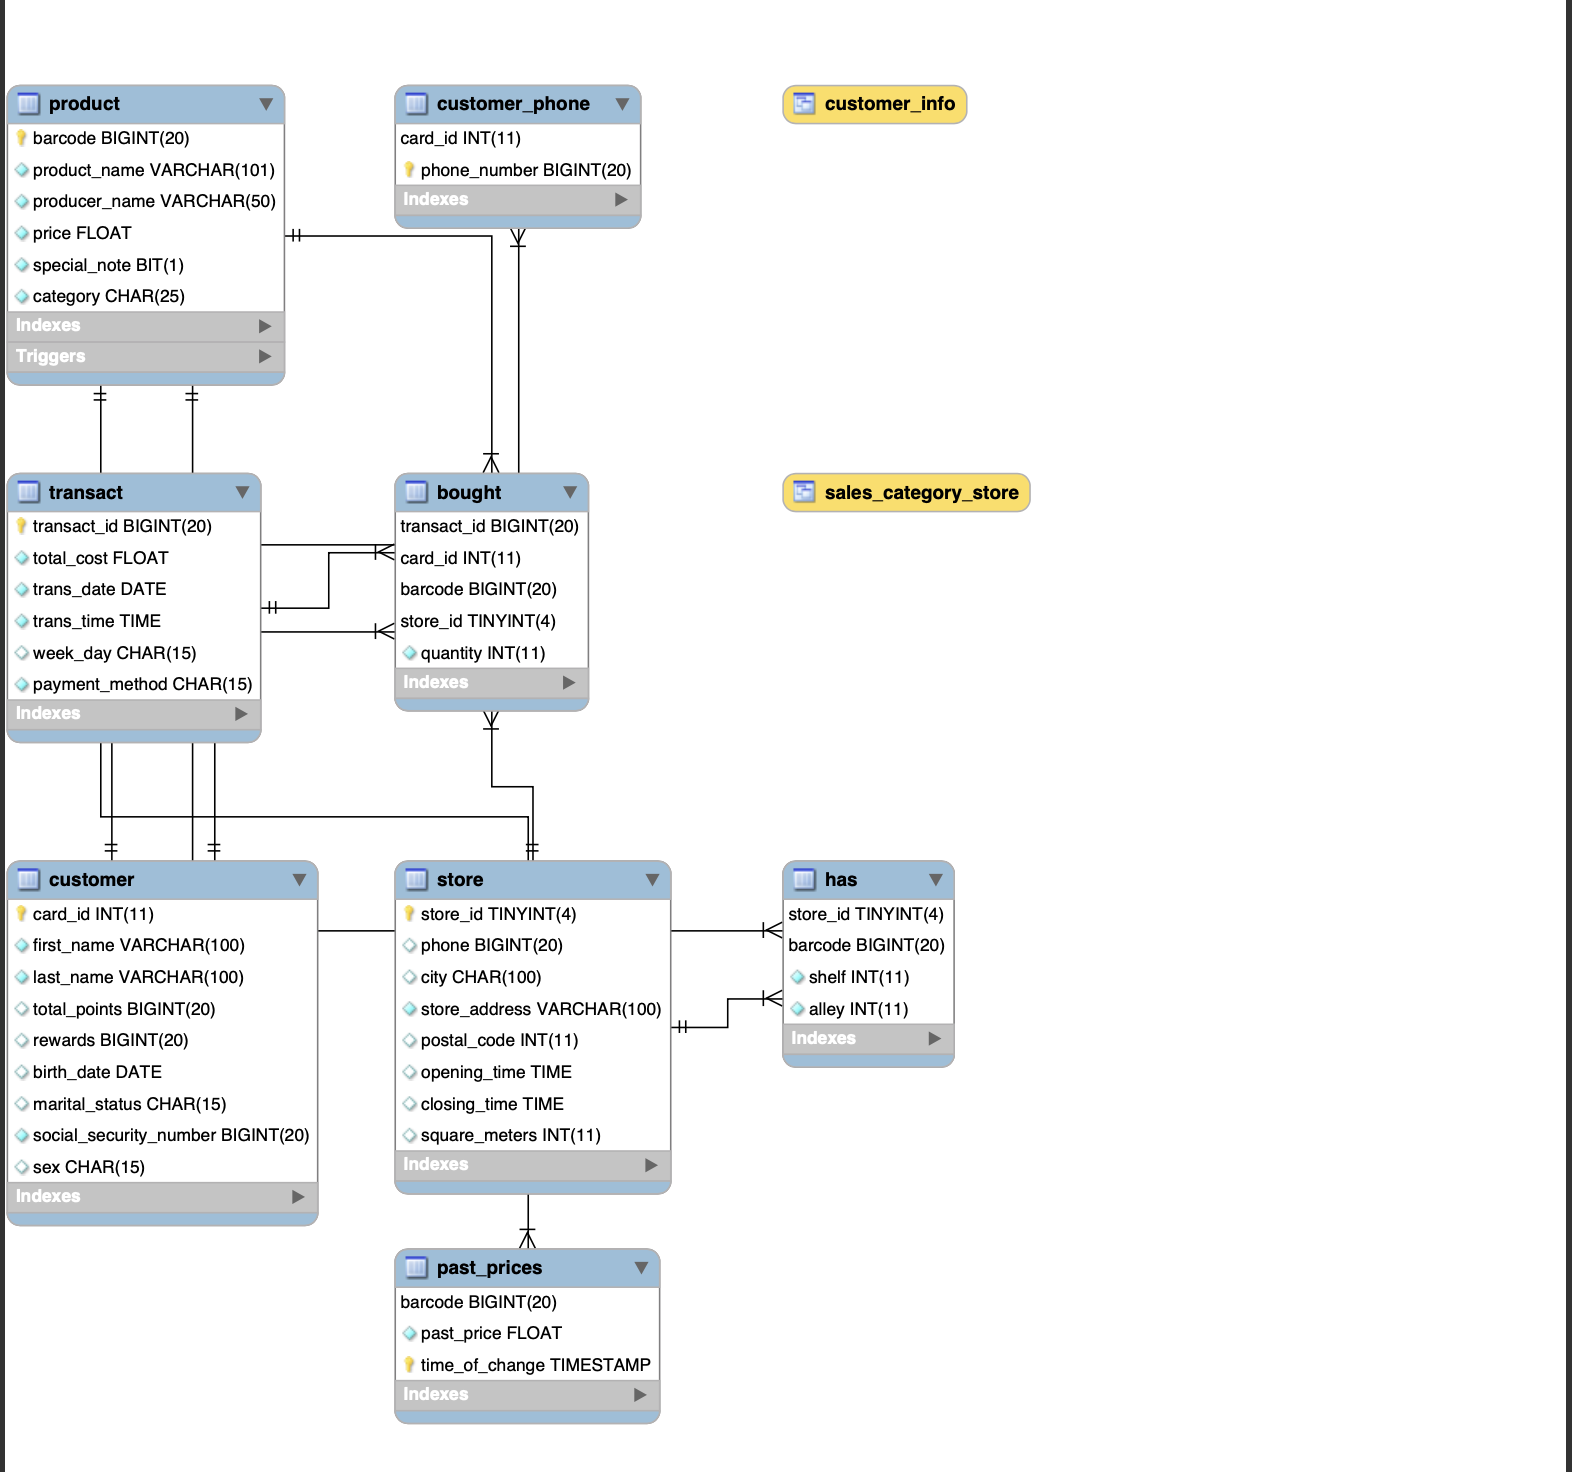 product
barcode BIGINT(20)
product_name VARCHAR(101)
producer_name VARCHAR(50)
price FLOAT
special_note BIT(1)
category CHAR(25)
Indexes
Triggers
customer_phone
card_id INT(11)
phone_number BIGINT(20)
Indexes
customer_info
transact
transact_id BIGINT(20)
total_cost FLOAT
trans_date DATE
trans_time TIME
week_day CHAR(15)
payment_method CHAR(15)
Indexes
bought
transact_id BIGINT(20)
card_id INT(11)
barcode BIGINT(20)
store_id TINYINT(4)
quantity INT(11)
Indexes
sales_category_store
customer
card_id INT(11)
first_name VARCHAR(100)
last_name VARCHAR(100)
total_points BIGINT(20)
rewards BIGINT(20)
birth_date DATE
marital_status CHAR(15)
social_security_number BIGINT(20)
sex CHAR(15)
Indexes
store
store_id TINYINT(4)
phone BIGINT(20)
city CHAR(100)
store_address VARCHAR(100)
postal_code INT(11)
opening_time TIME
closing_time TIME
square_meters INT(11)
Indexes
has
store_id TINYINT(4)
barcode BIGINT(20)
shelf INT(11)
alley INT(11)
Indexes
past_prices
barcode BIGINT(20)
past_price FLOAT
time_of_change TIMESTAMP
Indexes